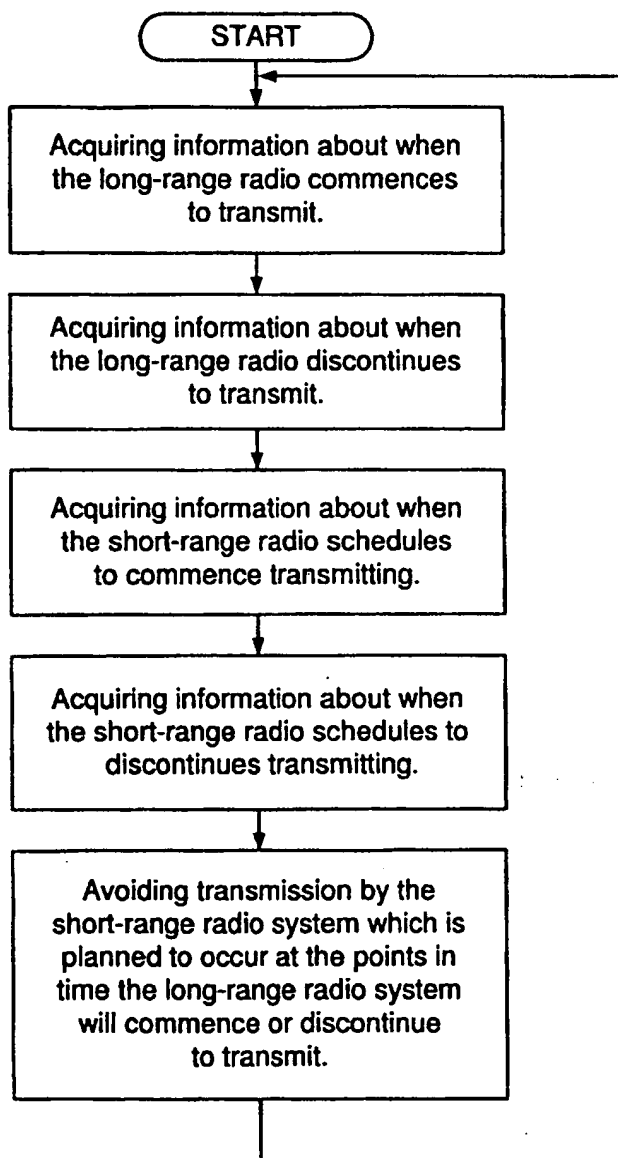 START
Acquiring information about when
the long-range radio commences
to transmit.
Acquiring information about when
the long-range radio discontinues
to transmit.
Acquiring information about when
the short-range radio schedules
to commence transmitting.
Acquiring information about when
the short-range radio schedules to
discontinues transmitting.
Avoiding transmission by the
short-range radio system which is
planned to occur at the points in
time the long-range radio system
will commence or discontinue
to transmit.